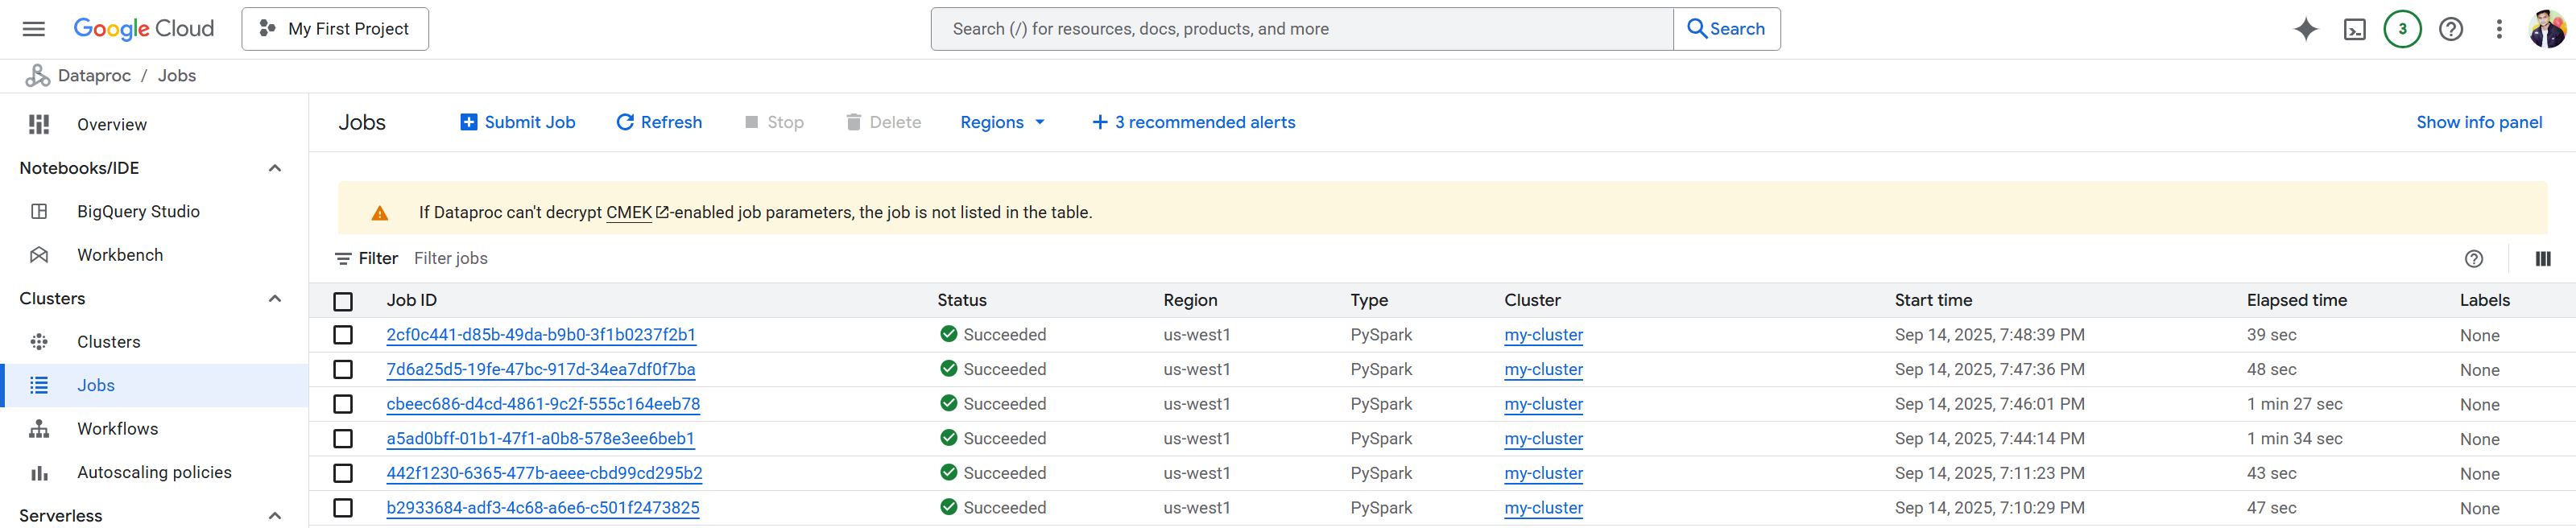 Google Cloud My First Project Search (/) for resources, docs, products, and more Search 3
Dataproc / Jobs
Overview
Notebooks/IDE
BigQuery Studio
Workbench
Clusters
Clusters
Jobs
Workflows
Autoscaling policies
Serverless
Jobs Submit Job Refresh Stop Delete Regions 3 recommended alerts Show info panel
If Dataproc can't decrypt CMEK-enabled job parameters, the job is not listed in the table.
Filter Filter jobs
Job ID Status Region Type Cluster Start time Elapsed time Labels
2cf0c441-d85b-49da-b9b0-3f1b0237f2b1 Succeeded us-west1 PySpark my-cluster Sep 14, 2025, 7:48:39 PM 39 sec None
7d6a25d5-19fe-47bc-917d-34ea7df0f7ba Succeeded us-west1 PySpark my-cluster Sep 14, 2025, 7:47:36 PM 48 sec None
cbeec686-d4cd-4861-9c2f-555c164eeb78 Succeeded us-west1 PySpark my-cluster Sep 14, 2025, 7:46:01 PM 1 min 27 sec None
a5ad0bff-01b1-47f1-a0b8-578e3ee6beb1 Succeeded us-west1 PySpark my-cluster Sep 14, 2025, 7:44:14 PM 1 min 34 sec None
442f1230-6365-477b-aeee-cbd99cd295b2 Succeeded us-west1 PySpark my-cluster Sep 14, 2025, 7:11:23 PM 43 sec None
b2933684-adf3-4c68-a6e6-c501f2473825 Succeeded us-west1 PySpark my-cluster Sep 14, 2025, 7:10:29 PM 47 sec None